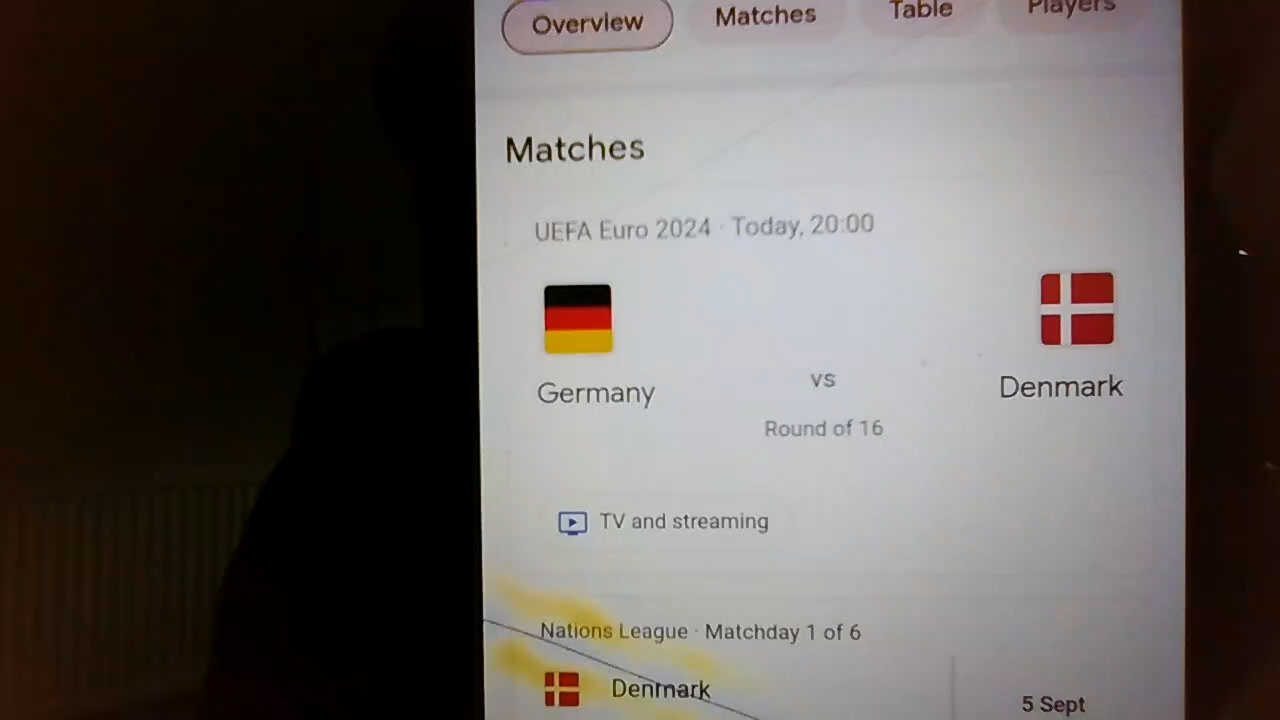 Overview Matches Table Players
Matches
UEFA Euro 2024 · Today, 20:00
Germany
Denmark
vs
Round of 16
TV and streaming
Nations League · Matchday 1 of 6
Denmark
5 Sept